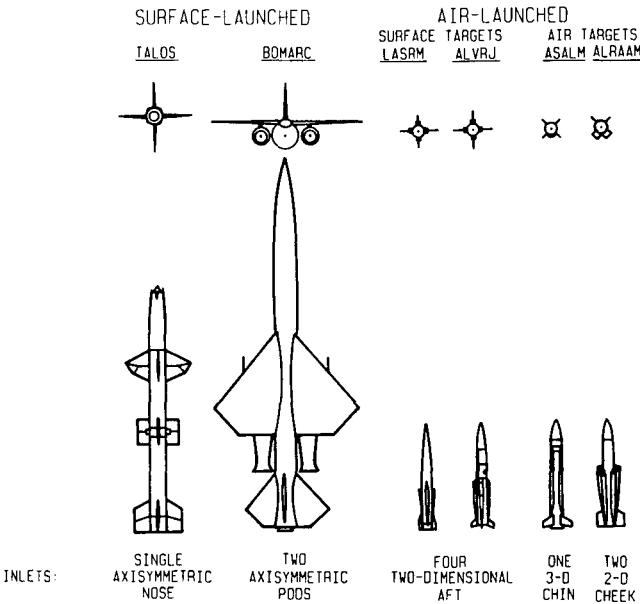 SURFACE-LAUNCHED
AIR-LAUNCHED
SURFACE TARGETS
AIR TARGETS
TALOS
BOMARC
LASRM
ALVRJ
ASALM
ALRAAM
INLETS:
SINGLE
AXISYMMETRIC
NOSE
TWO
AXISYMMETRIC
PODS
FOUR
TWO-DIMENSIONAL
AFT
ONE
3-D
CHIN
TWO
2-D
CHEEK